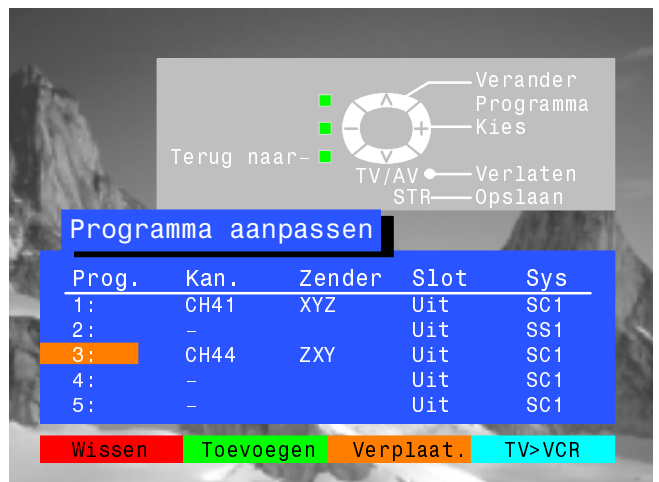 Verander
Programma
Kies
Terug naar–
TV/AV Verlaten
STR Opslaan
Programma aanpassen
Prog. Kan. Zender Slot Sys
1: CH41 XYZ Uit SC1
2: – Uit SS1
3: CH44 ZXY Uit SC1
4: – Uit SC1
5: – Uit SC1
Wissen Toevoegen Verplaat. TV>VCR